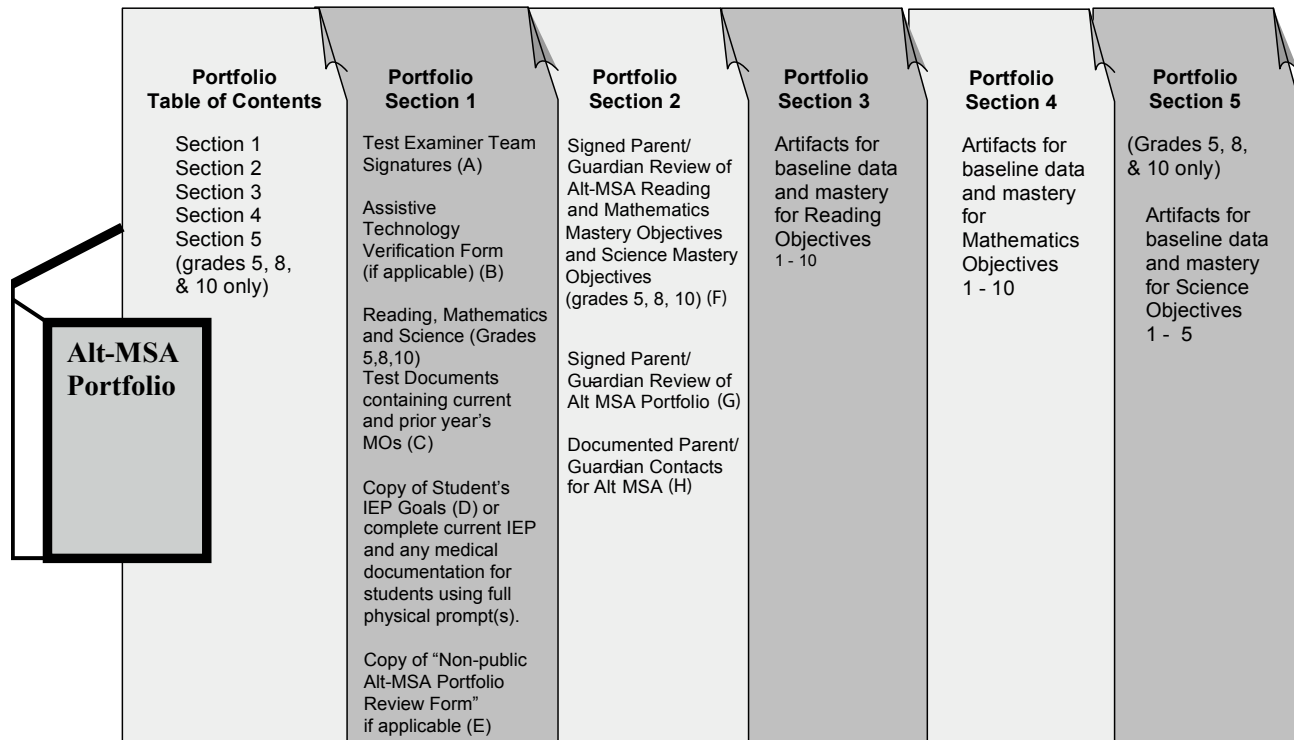 Alt-MSA
Portfolio
Portfolio
Table of Contents
Section 1
Section 2
Section 3
Section 4
Section 5
(grades 5, 8,
& 10 only)
Portfolio
Section 1
Test Examiner Team
Signatures (A)
Assistive
Technology
Verification Form
(if applicable) (B)
Reading, Mathematics
and Science (Grades
5,8,10)
Test Documents
containing current
and prior year's
MOs (C)
Copy of Student's
IEP Goals (D) or
complete current IEP
and any medical
documentation for
students using full
physical prompt(s).
Copy of “Non-public
Alt-MSA Portfolio
Review Form”
if applicable (E)
Portfolio
Section 2
Signed Parent/
Guardian Review of
Alt-MSA Reading
and Mathematics
Mastery Objectives
and Science Mastery
Objectives
(grades 5, 8, 10) (F)
Signed Parent/
Guardian Review of
Alt MSA Portfolio (G)
Documented Parent/
Guardian Contacts
for Alt MSA (H)
Portfolio
Section 3
Artifacts for
baseline data
and mastery
for Reading
Objectives
1 - 10
Portfolio
Section 4
Artifacts for
baseline data
and mastery
for
Mathematics
Objectives
1 - 10
Portfolio
Section 5
(Grades 5, 8,
& 10 only)
Artifacts for
baseline data
and mastery
for Science
Objectives
1 - 5